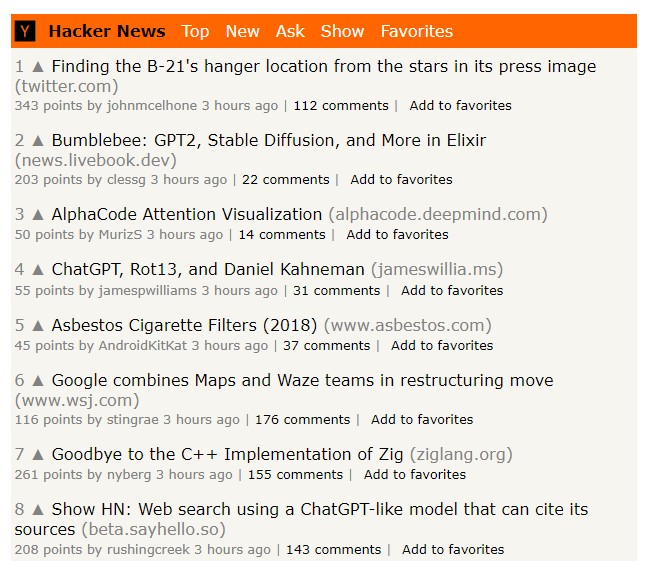 Y Hacker News Top New Ask Show Favorites
1 ▲ Finding the B-21's hanger location from the stars in its press image
(twitter.com)
343 points by johnmcelhone 3 hours ago | 112 comments | Add to favorites
2 ▲ Bumblebee: GPT2, Stable Diffusion, and More in Elixir
(news.livebook.dev)
203 points by clessg 3 hours ago | 22 comments | Add to favorites
3 ▲ AlphaCode Attention Visualization (alphacode.deepmind.com)
50 points by MurizS 3 hours ago | 14 comments | Add to favorites
4 ▲ ChatGPT, Rot13, and Daniel Kahneman (jameswillia.ms)
55 points by jamespwilliams 3 hours ago | 31 comments | Add to favorites
5 ▲ Asbestos Cigarette Filters (2018) (www.asbestos.com)
45 points by AndroidKitKat 3 hours ago | 37 comments | Add to favorites
6 ▲ Google combines Maps and Waze teams in restructuring move
(www.wsj.com)
116 points by stingrae 3 hours ago | 176 comments | Add to favorites
7 ▲ Goodbye to the C++ Implementation of Zig (ziglang.org)
261 points by nyberg 3 hours ago | 155 comments | Add to favorites
8 ▲ Show HN: Web search using a ChatGPT-like model that can cite its
sources (beta.sayhello.so)
208 points by rushingcreek 3 hours ago | 143 comments | Add to favorites